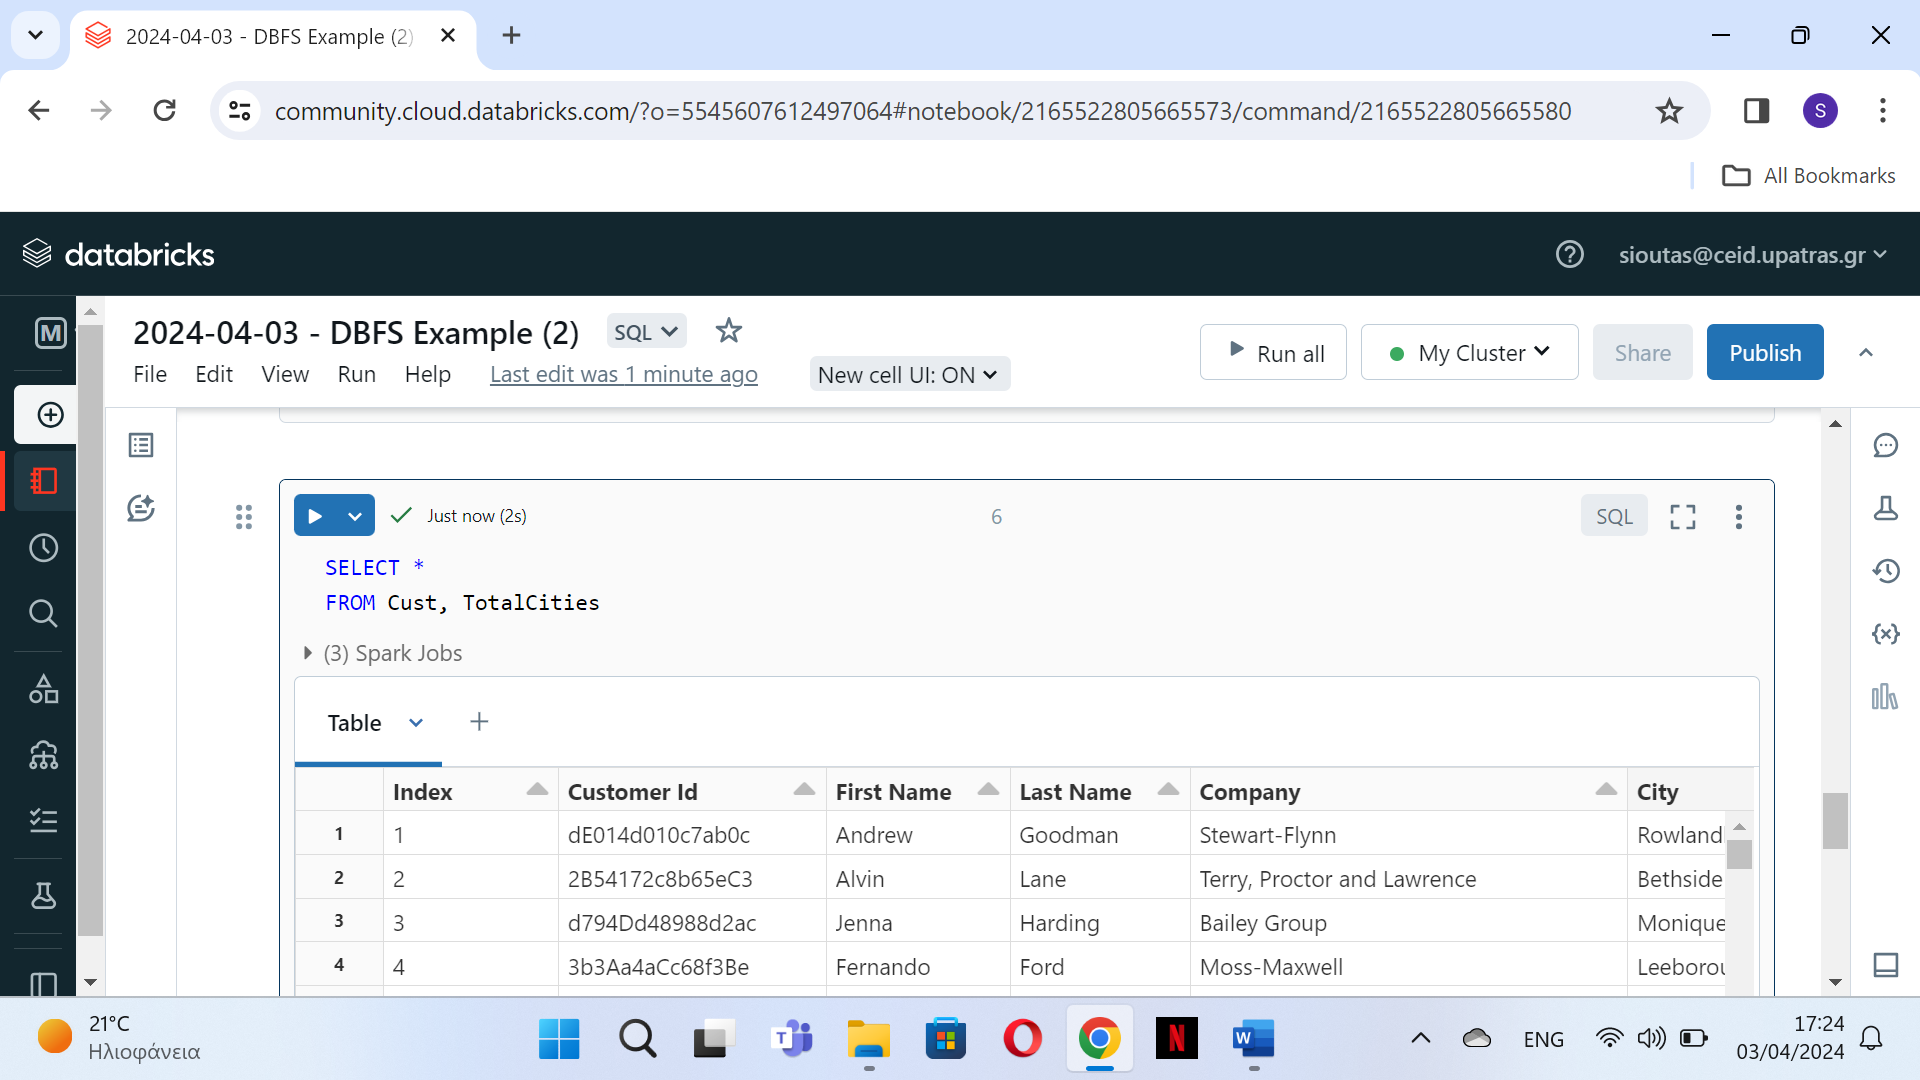 2024-04-03 - DBFS Example (2)
community.cloud.databricks.com/?o=5545607612497064#notebook/2165522805665573/command/2165522805665580
S
All Bookmarks
databricks
sioutas@ceid.upatras.gr
M
2024-04-03 - DBFS Example (2) SQL
Run all
My Cluster
Share
Publish
File Edit View Run Help Last edit was 1 minute ago New cell UI: ON
Just now (2s)
6
SQL
SELECT *
FROM Cust, TotalCities
(3) Spark Jobs
Table
Index Customer Id First Name Last Name Company City
1 1 dE014d010c7ab0c Andrew Goodman Stewart-Flynn Rowland
2 2 2B54172c8b65eC3 Alvin Lane Terry, Proctor and Lawrence Bethside
3 3 d794Dd48988d2ac Jenna Harding Bailey Group Monique
4 4 3b3Aa4aCc68f3Be Fernando Ford Moss-Maxwell Leeborou
21°C
Ηλιοφάνεια
T
N
W
ENG
17:24
03/04/2024